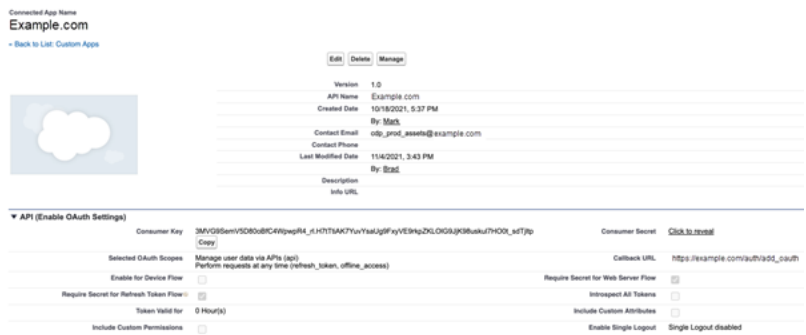 Connected App Name
Example.com
« Back to List: Custom Apps
Edit Delete Manage
Version 1.0
API Name Example.com
Created Date 10/18/2021, 5:37 PM
By: Mark
Contact Email cdp_prod_assets@example.com
Contact Phone
Last Modified Date 11/4/2021, 3:43 PM
By: Brad
Description
Info URL
▼ API (Enable OAuth Settings)
Consumer Key Consumer Secret Click to reveal
Copy
Selected OAuth Scopes Manage user data via APIs (api) Callback URL https://example.com/auth/add_oauth
Perform requests at any time (refresh_token, offline_access)
Enable for Device Flow Require Secret for Web Server Flow
Require Secret for Refresh Token Flow Introspect All Tokens
Token Valid for 0 Hour(s) Include Custom Attributes
Include Custom Permissions Enable Single Logout Single Logout disabled